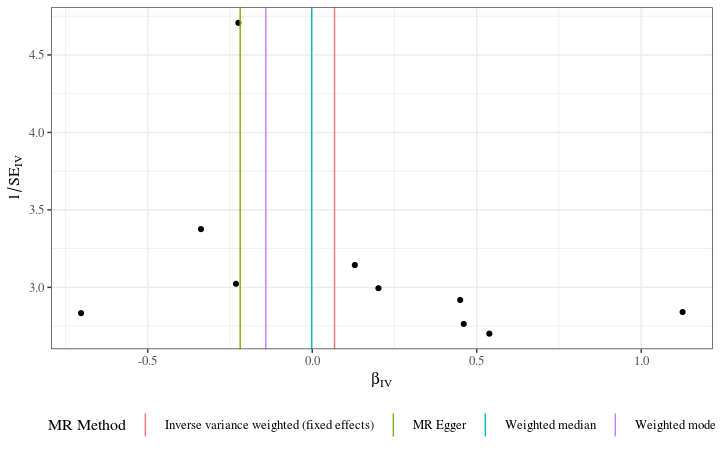 4.5
4.0
3.5
3.0
1/SE_IV
-0.5 0.0 0.5 1.0
β_IV
MR Method Inverse variance weighted (fixed effects) MR Egger Weighted median Weighted mode